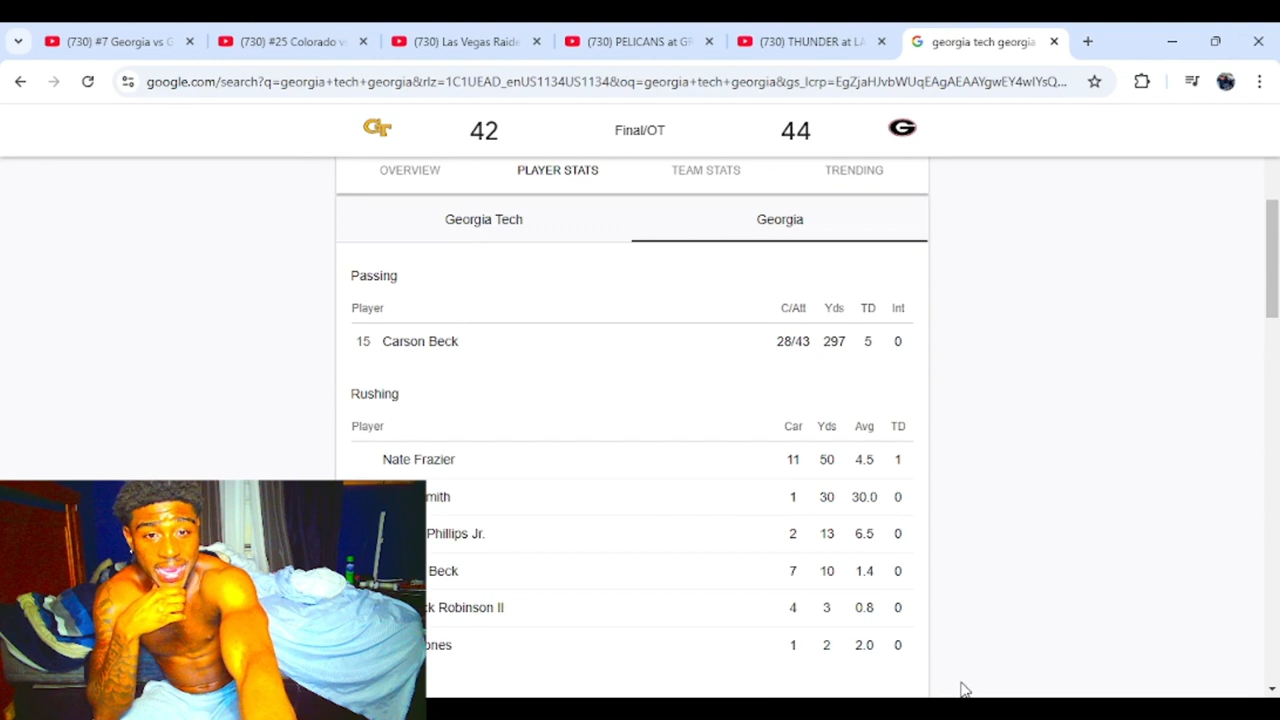 (730) #7 Georgia vs G
(730) #25 Colorado v
(730) Las Vegas Raide
(730) PELICANS at GR
(730) THUNDER at LA
georgia tech georgia
google.com/search?q=georgia+tech+georgia&rlz=1C1UEAD_enUS1134US1134&oq=georgia+tech+georgia&gs_lcrp=EgZjaHJvbWUqEAgAEAAYgwEY4wIYsQ...
GT 42 Final/OT 44 G
OVERVIEW PLAYER STATS TEAM STATS TRENDING
Georgia Tech Georgia
Passing
Player C/Att Yds TD Int
15 Carson Beck 28/43 297 5 0
Rushing
Player Car Yds Avg TD
Nate Frazier 11 50 4.5 1
mith 1 30 30.0 0
Phillips Jr. 2 13 6.5 0
Beck 7 10 1.4 0
k Robinson II 4 3 0.8 0
ones 1 2 2.0 0